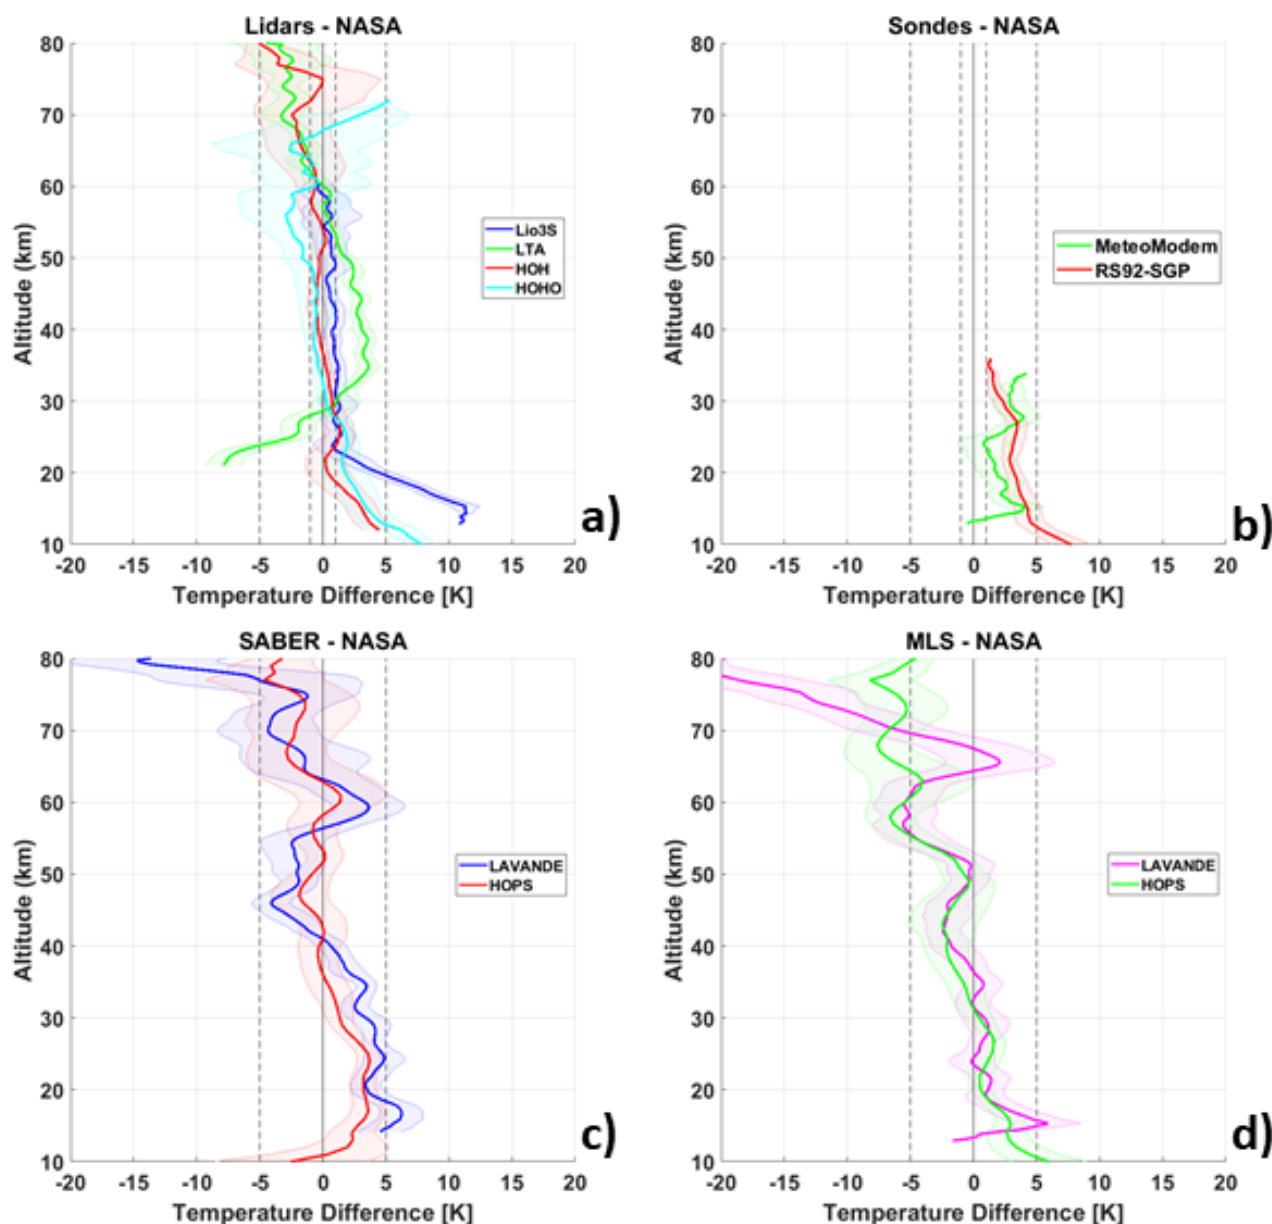 Lidars - NASA
80
70
60
50
40
30
20
10
Altitude (km)
Lio3S
LTA
HOH
HOHO
a)
-20 -15 -10 -5 0 5 10 15 20
Temperature Difference [K]
Sondes - NASA
80
70
60
50
40
30
20
10
Altitude (km)
MeteoModem
RS92-SGP
b)
-20 -15 -10 -5 0 5 10 15 20
Temperature Difference [K]
SABER - NASA
80
70
60
50
40
30
20
10
Altitude (km)
LAVANDE
HOPS
c)
-20 -15 -10 -5 0 5 10 15 20
Temperature Difference [K]
MLS - NASA
80
70
60
50
40
30
20
10
Altitude (km)
LAVANDE
HOPS
d)
-20 -15 -10 -5 0 5 10 15 20
Temperature Difference [K]